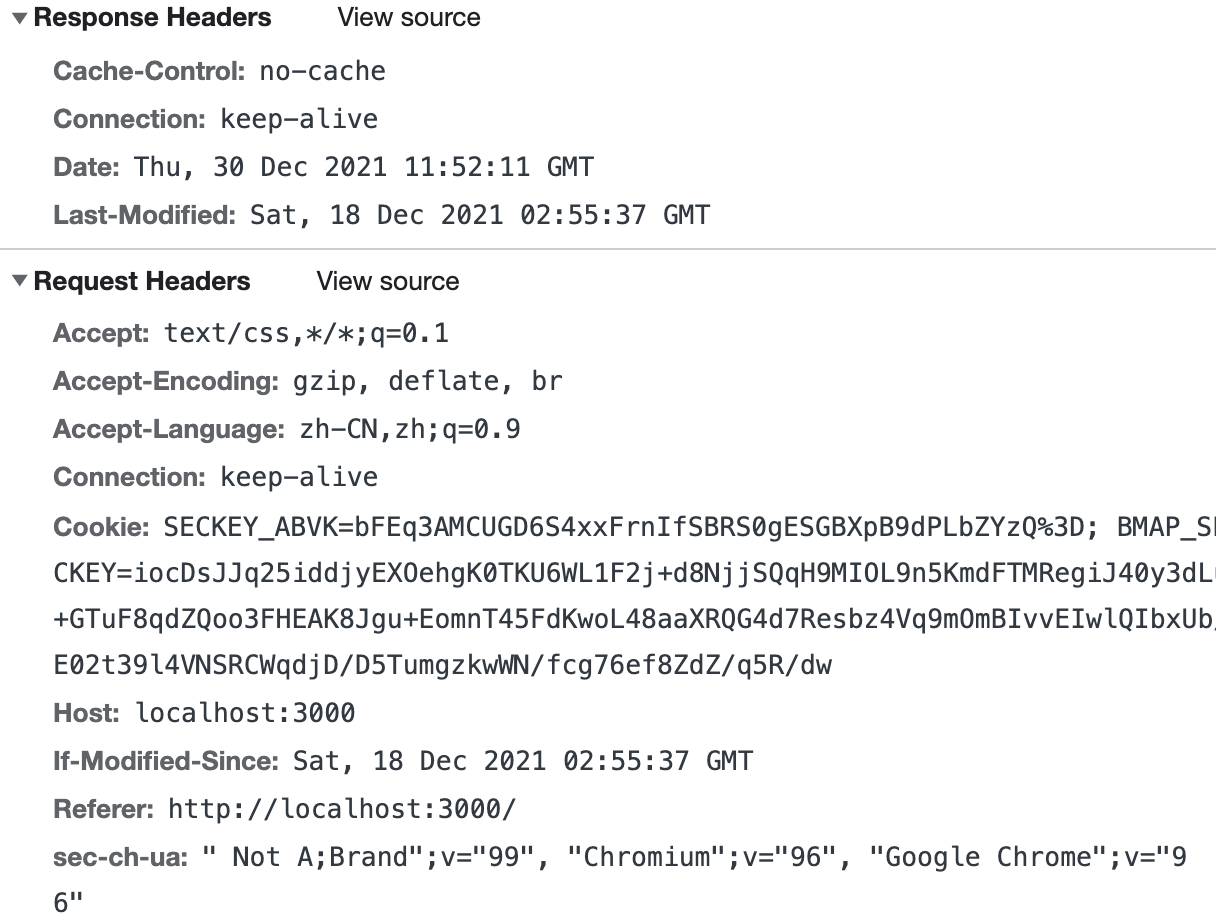 Response Headers View source
Cache-Control: no-cache
Connection: keep-alive
Date: Thu, 30 Dec 2021 11:52:11 GMT
Last-Modified: Sat, 18 Dec 2021 02:55:37 GMT
Request Headers View source
Accept: text/css,*/*;q=0.1
Accept-Encoding: gzip, deflate, br
Accept-Language: zh-CN,zh;q=0.9
Connection: keep-alive
Cookie: SECKEY_ABVK=bFEq3AMCUGD6S4xxFrnIfSBRS0gESGBXpB9dPLbZYzQ%3D; BMAP_S
CKEY=iocDsJJq25iddjyEXOehgK0TKU6WL1F2j+d8NjjSQqH9MIOL9n5KmdFTMRegiJ40y3dL
+GTuF8qdZQoo3FHEAK8Jgu+EomnT45FdKwoL48aaXRQG4d7Resbz4Vq9mOmBIvvEIwlQIbxUb
E02t39l4VNSRCWqdjD/D5TumgzkwWN/fcg76ef8ZdZ/q5R/dw
Host: localhost:3000
If-Modified-Since: Sat, 18 Dec 2021 02:55:37 GMT
Referer: http://localhost:3000/
sec-ch-ua: " Not A;Brand";v="99", "Chromium";v="96", "Google Chrome";v="9
6"